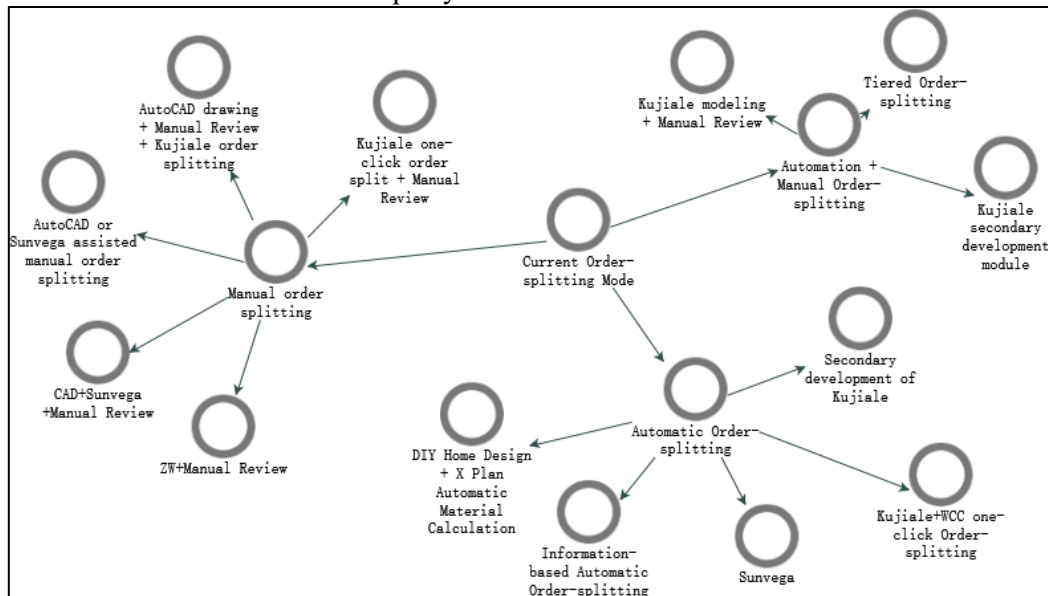 AutoCAD drawing
+ Manual Review
+ Kujiale order
splitting
Kujiale one-
click order
split + Manual
Review
AutoCAD or
Sunvega assisted
manual order
splitting
Manual order
splitting
CAD+Sunvega
+Manual Review
ZW+Manual Review
Current Order-
splitting Mode
Kujiale modeling
+ Manual Review
Tiered Order-
splitting
Automation +
Manual Order-
splitting
Kujiale
secondary
development
module
Secondary
development of
Kujiale
Automatic Order-
splitting
DIY Home Design
+ X Plan
Automatic
Material
Calculation
Information-
based Automatic
Order-splitting
Sunvega
Kujiale+WCC one-
click Order-
splitting